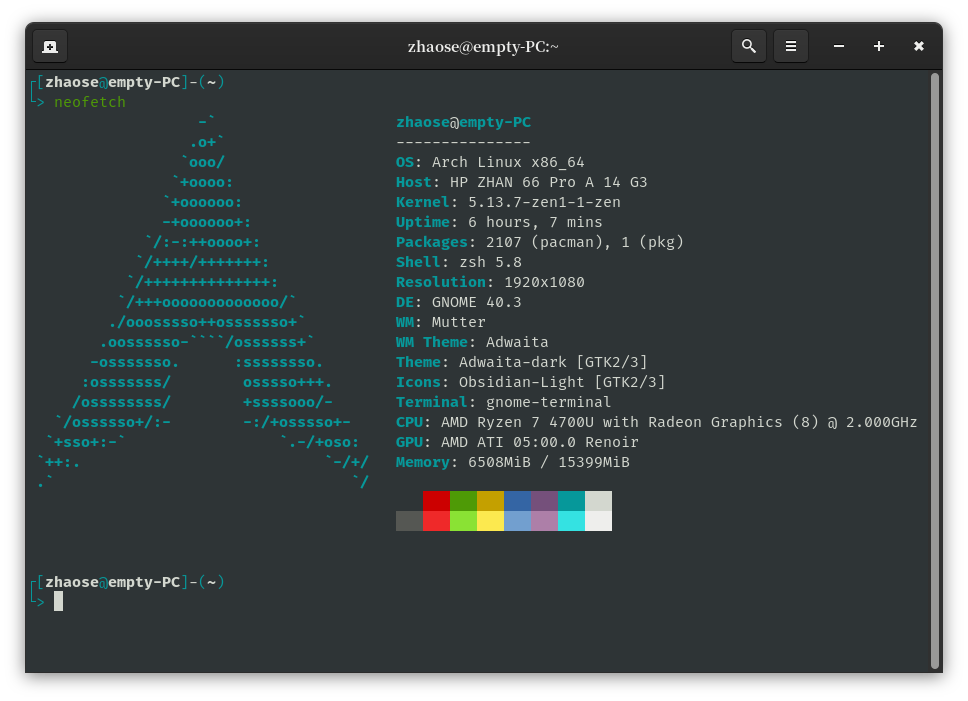 zhaose@empty-PC:~
┌[zhaose@empty-PC]-(~)
└> neofetch
                  -`
zhaose@empty-PC
                 .o+`
---------------
                `ooo/
OS: Arch Linux x86_64
               `+oooo:
Host: HP ZHAN 66 Pro A 14 G3
              `+oooooo:
Kernel: 5.13.7-zen1-1-zen
              -+oooooo+:
Uptime: 6 hours, 7 mins
            `/:-:++oooo+:
Packages: 2107 (pacman), 1 (pkg)
           `/++++/+++++++:
Shell: zsh 5.8
          `/++++++++++++++:
Resolution: 1920x1080
         `/+++ooooooooooooo/`
DE: GNOME 40.3
        ./ooosssso++osssssso+`
WM: Mutter
       .oossssso-````/ossssss+`
WM Theme: Adwaita
      -osssssso.      :ssssssso.
Theme: Adwaita-dark [GTK2/3]
     :osssssss/        osssso+++.
Icons: Obsidian-Light [GTK2/3]
    /ossssssss/        +ssssooo/-
Terminal: gnome-terminal
  `/ossssso+/:-        -:/+osssso+-
CPU: AMD Ryzen 7 4700U with Radeon Graphics (8) @ 2.000GHz
 `+sso+:-`                 `.-/+oso:
GPU: AMD ATI 05:00.0 Renoir
`++:.                           `-/+/
Memory: 6508MiB / 15399MiB
.`                                 `/
┌[zhaose@empty-PC]-(~)
└>